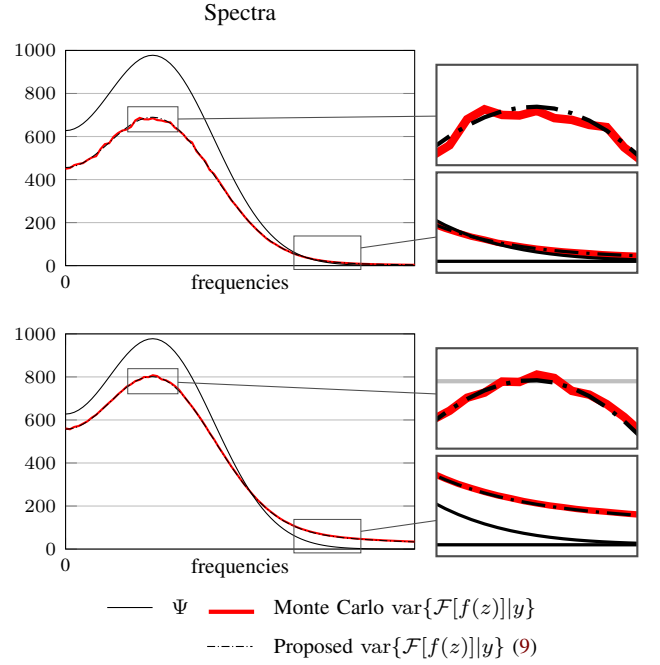 Spectra
1000
800
600
400
200
0
0
frequencies
1000
800
600
400
200
0
0
frequencies
Ψ
Monte Carlo var{ℱ[f(z)]|y}
Proposed var{ℱ[f(z)]|y} (9)